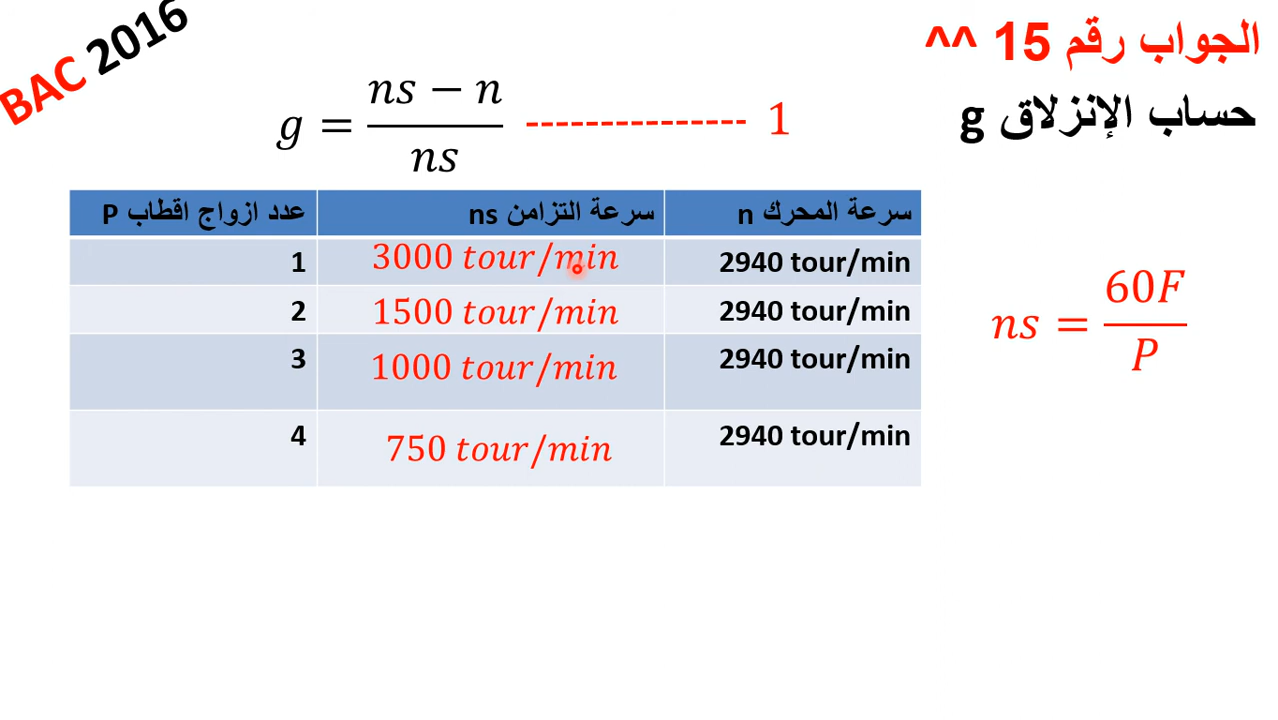 BAC 2016
الجواب رقم 15 ^^
حساب الإنزلاق g
g = (ns − n) / ns --------------- 1
عدد ازواج اقطاب P | سرعة التزامن ns | سرعة المحرك n
1 | 3000 tour/min | 2940 tour/min
2 | 1500 tour/min | 2940 tour/min
3 | 1000 tour/min | 2940 tour/min
4 | 750 tour/min | 2940 tour/min
ns = 60F / P